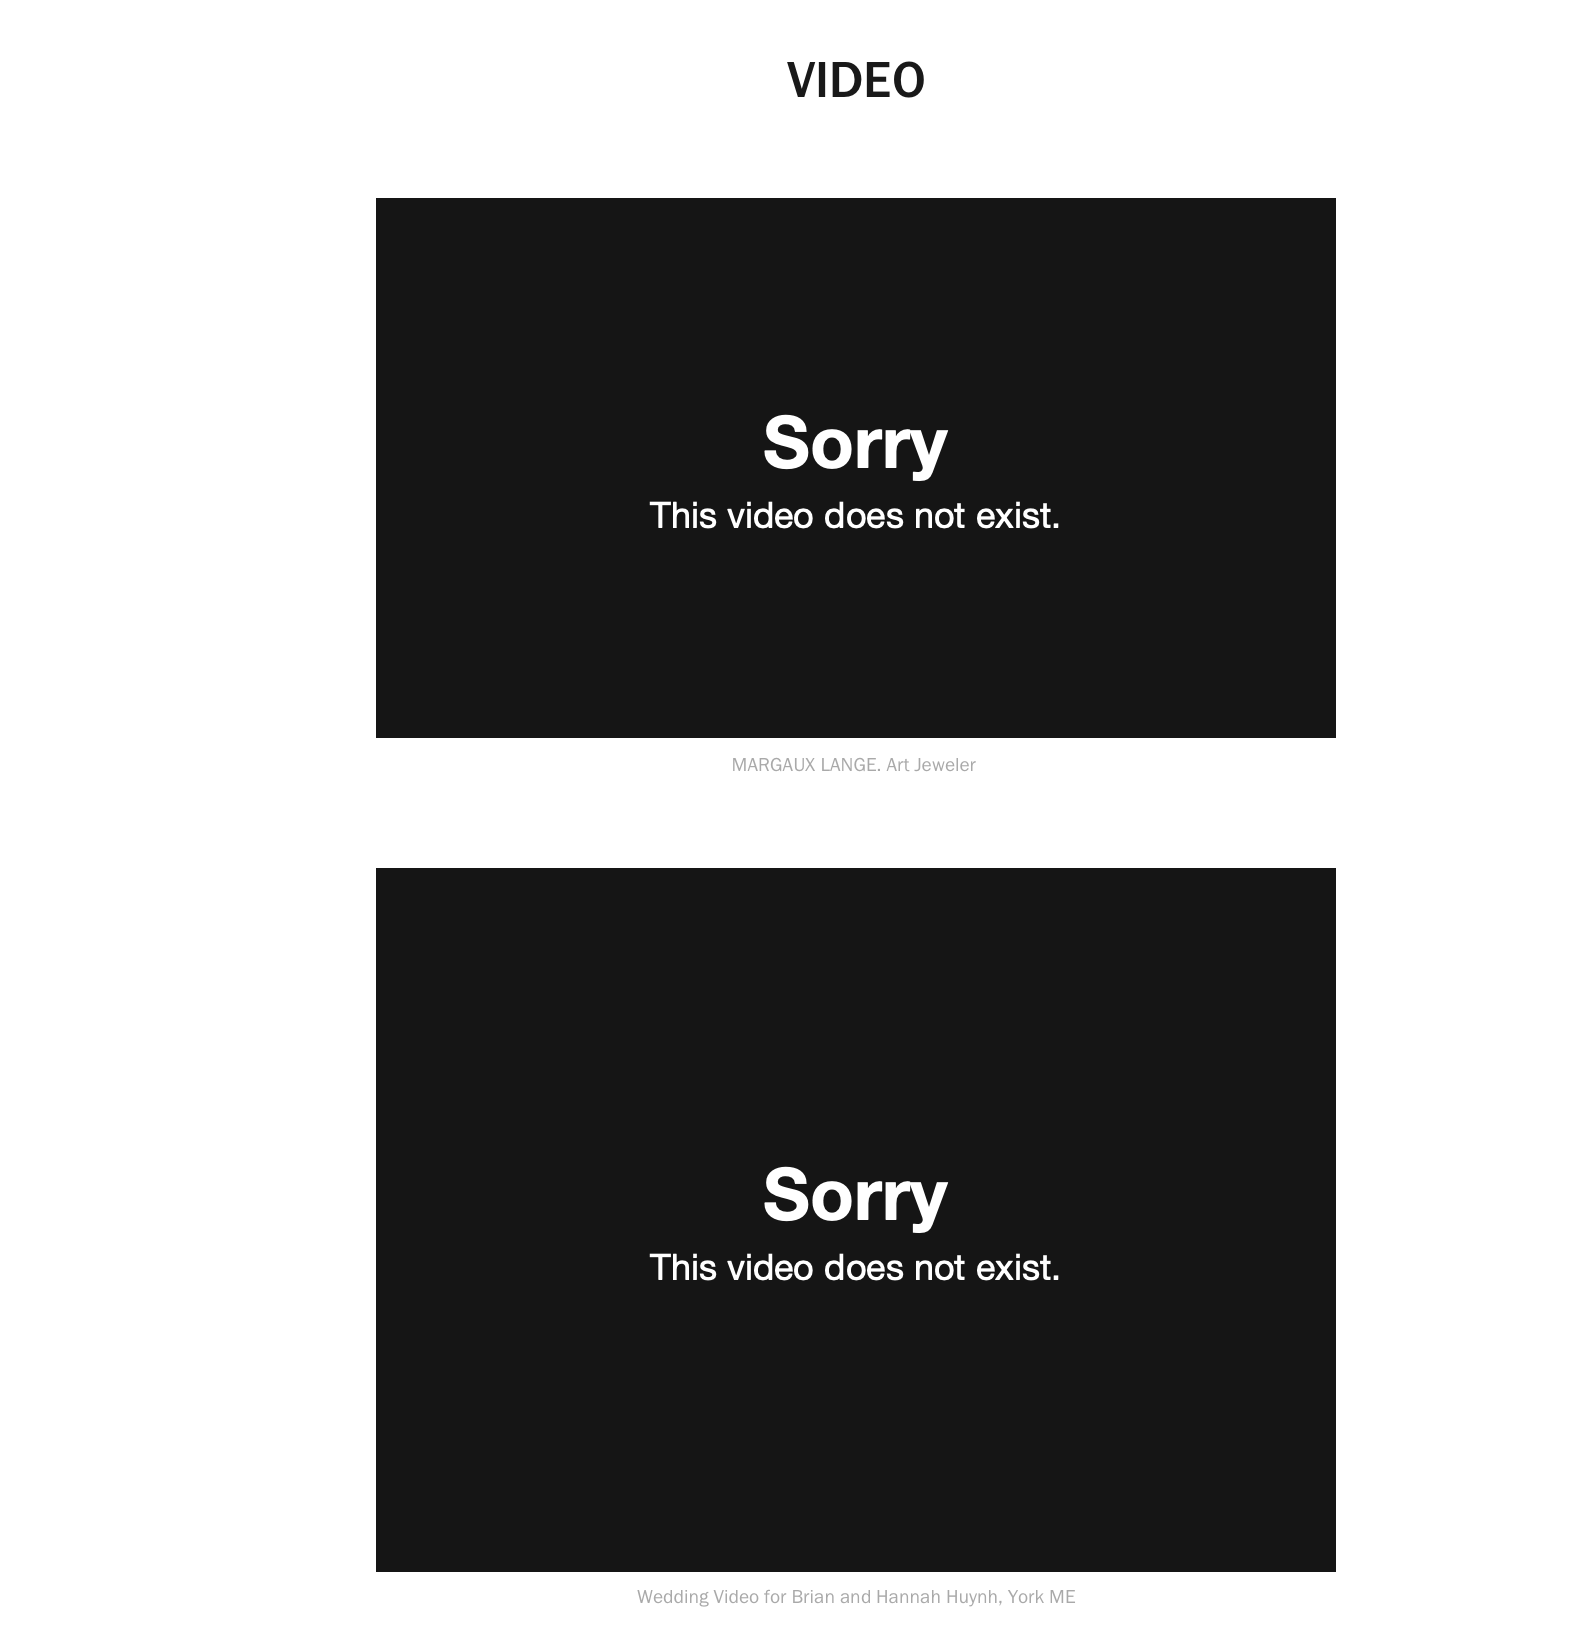 VIDEO
Sorry
This video does not exist.
MARGAUX LANGE. Art Jeweler
Sorry
This video does not exist.
Wedding Video for Brian and Hannah Huynh, York ME